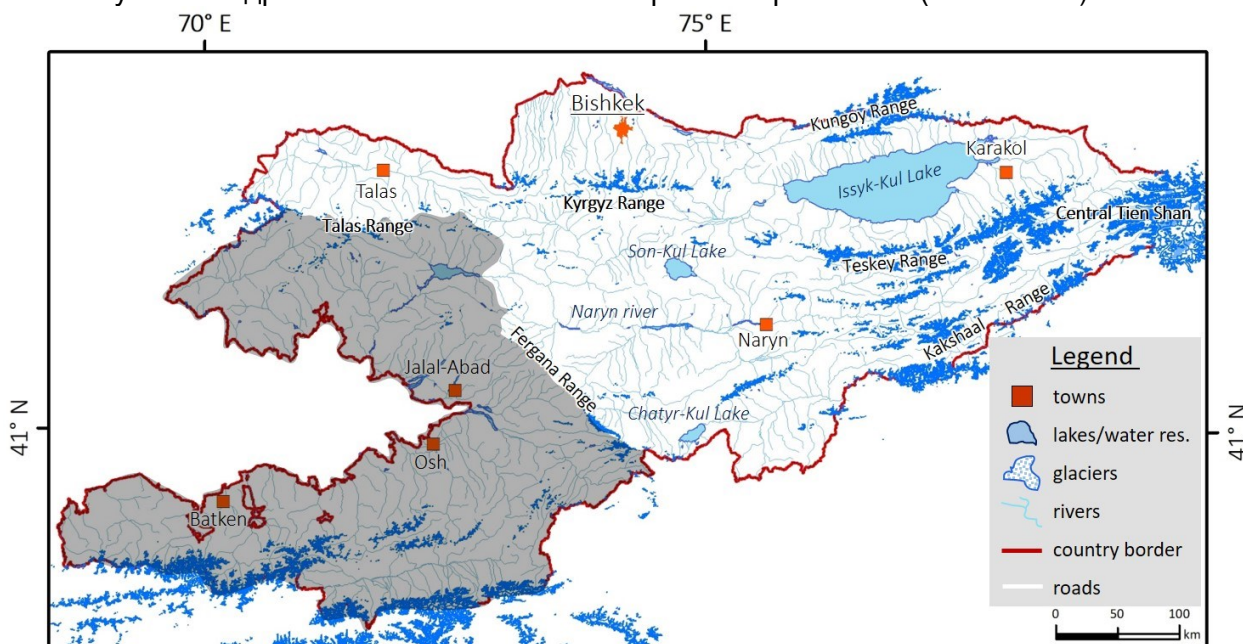 70° E
75° E
Bishkek
Kungoy Range
Karakol
Talas
Issyk-Kul Lake
Kyrgyz Range
Central Tien Shan
Talas Range
Son-Kul Lake
Teskey Range
Naryn river
Naryn
Kakshaal Range
Fergana Range
Jalal-Abad
Chatyr-Kul Lake
41° N
41° N
Osh
Batken
Legend
towns
lakes/water res.
glaciers
rivers
country border
roads
0 50 100
km